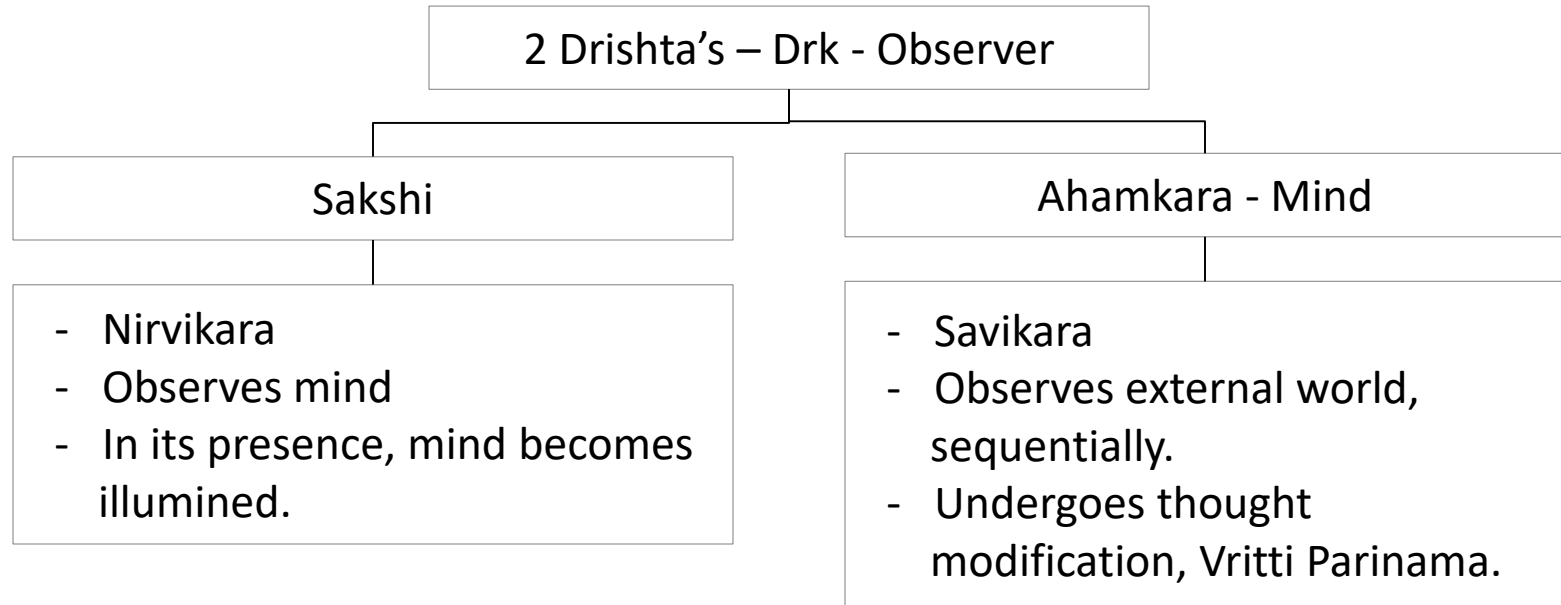 2 Drishta’s – Drk - Observer
Sakshi
- Nirvikara
- Observes mind
- In its presence, mind becomes
illumined.
Ahamkara - Mind
- Savikara
- Observes external world,
sequentially.
- Undergoes thought
modification, Vritti Parinama.